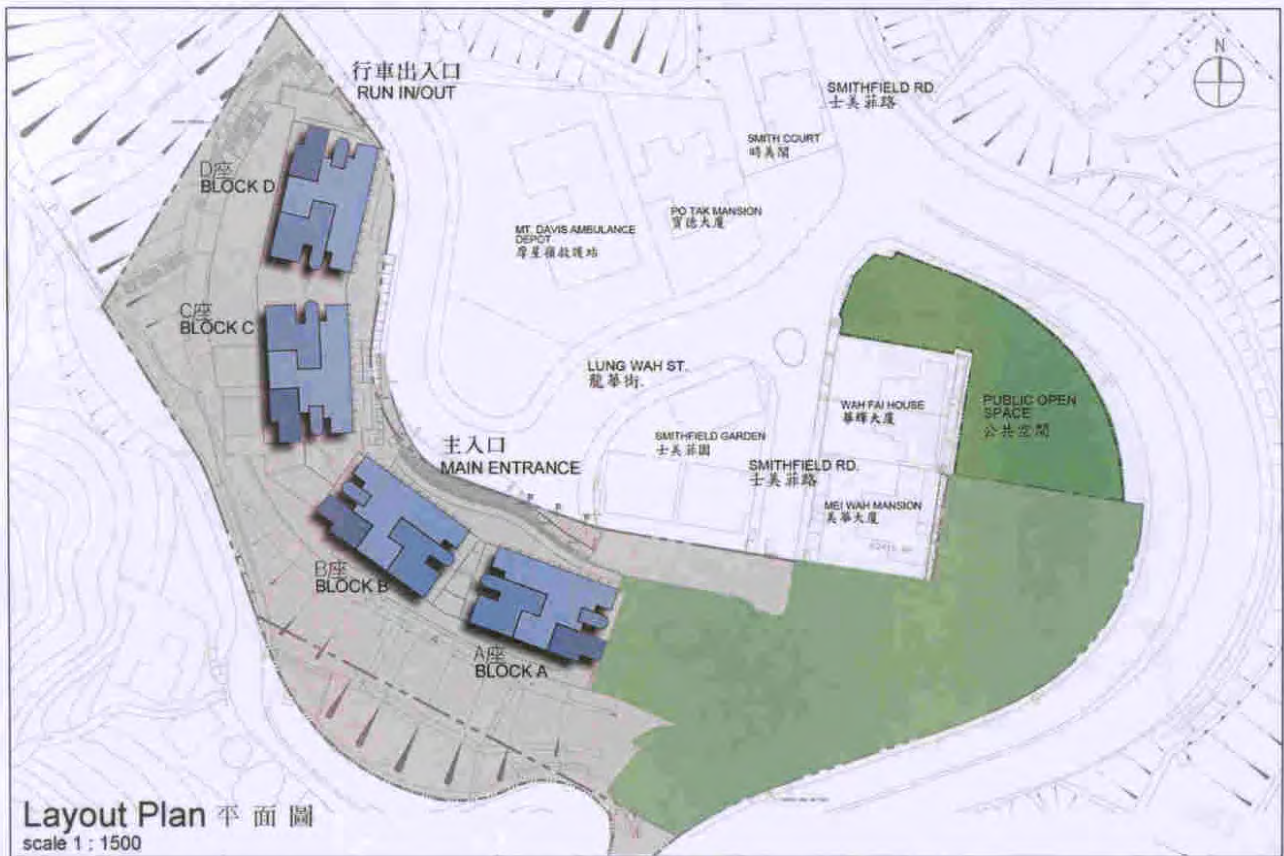 N
行車出入口
RUN IN/OUT
SMITHFIELD RD.
士美菲路
SMITH COURT
時美閣
D座
BLOCK D
PO TAK MANSION
寶德大廈
MT. DAVIS AMBULANCE
DEPOT
摩星嶺救護站
C座
BLOCK C
LUNG WAH ST.
龍華街
WAH FAI HOUSE
華輝大廈
PUBLIC OPEN
SPACE
公共空間
主入口
MAIN ENTRANCE
SMITHFIELD GARDEN
士美菲園
SMITHFIELD RD.
士美菲路
MEI WAH MANSION
美華大廈
B座
BLOCK B
A座
BLOCK A
Layout Plan 平面圖
scale 1 : 1500